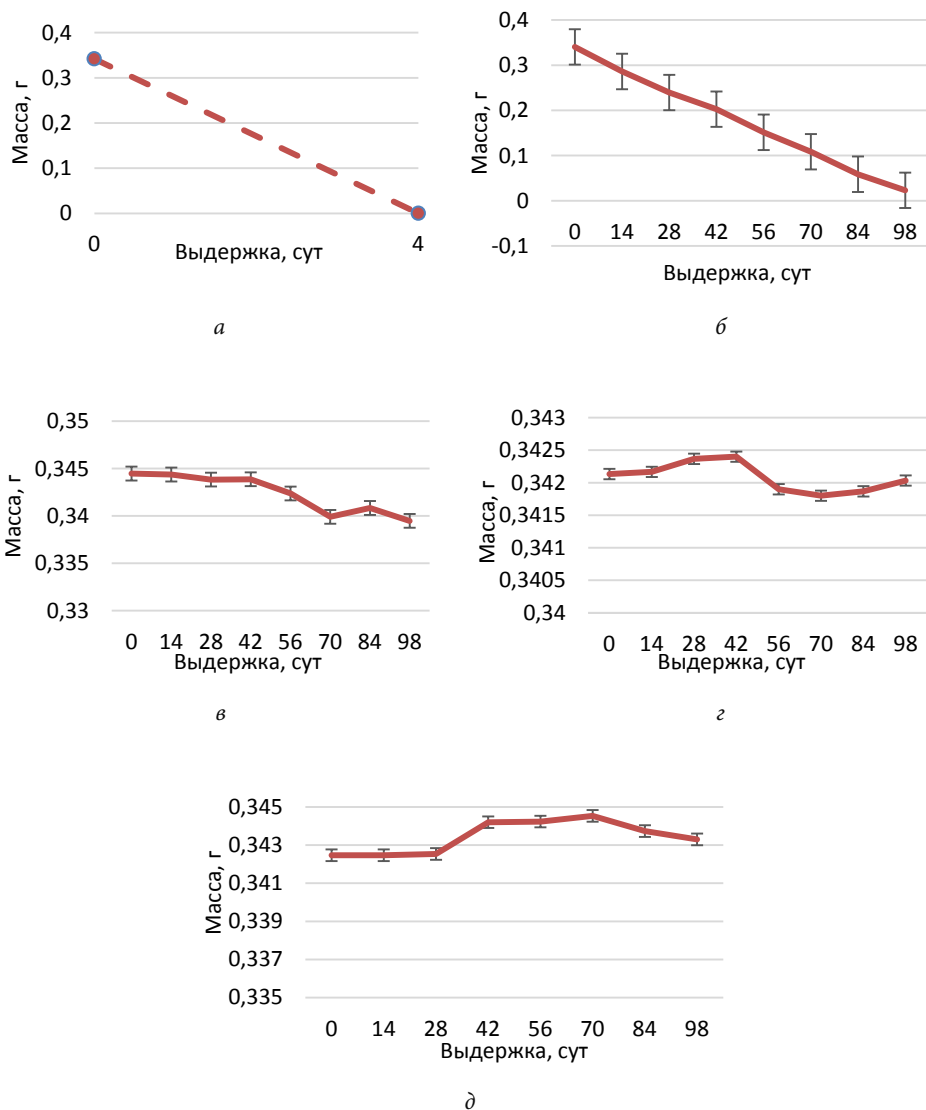 0,4
0,3
0,2
0,1
0
Масса, г
0
4
Выдержка, сут
а
0,4
0,3
0,2
0,1
0
-0,1
Масса, г
0 14 28 42 56 70 84 98
Выдержка, сут
б
0,35
0,345
0,34
0,335
0,33
Масса, г
0 14 28 42 56 70 84 98
Выдержка, сут
в
0,343
0,3425
0,342
0,3415
0,341
0,3405
0,34
Масса, г
0 14 28 42 56 70 84 98
Выдержка, сут
г
0,345
0,343
0,341
0,339
0,337
0,335
Масса, г
0 14 28 42 56 70 84 98
Выдержка, сут
д